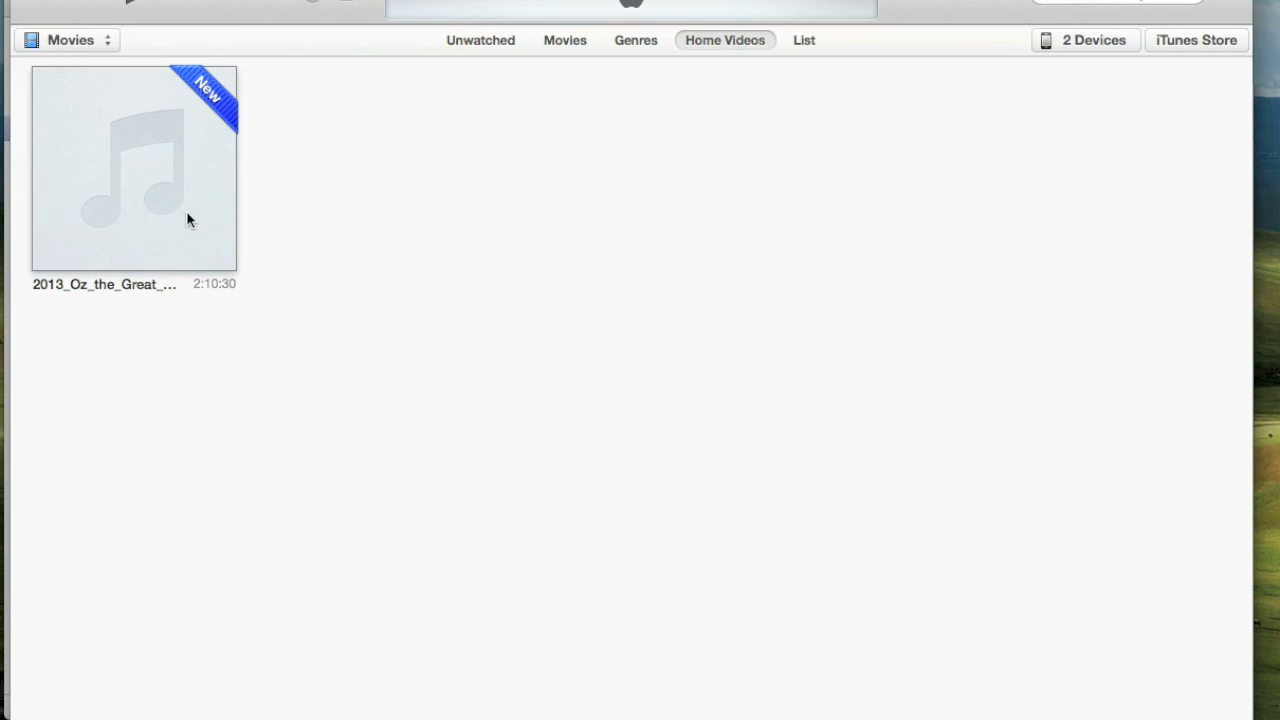 Movies
Unwatched
Movies
Genres
Home Videos
List
2 Devices
iTunes Store
New
2013_Oz_the_Great_... 2:10:30